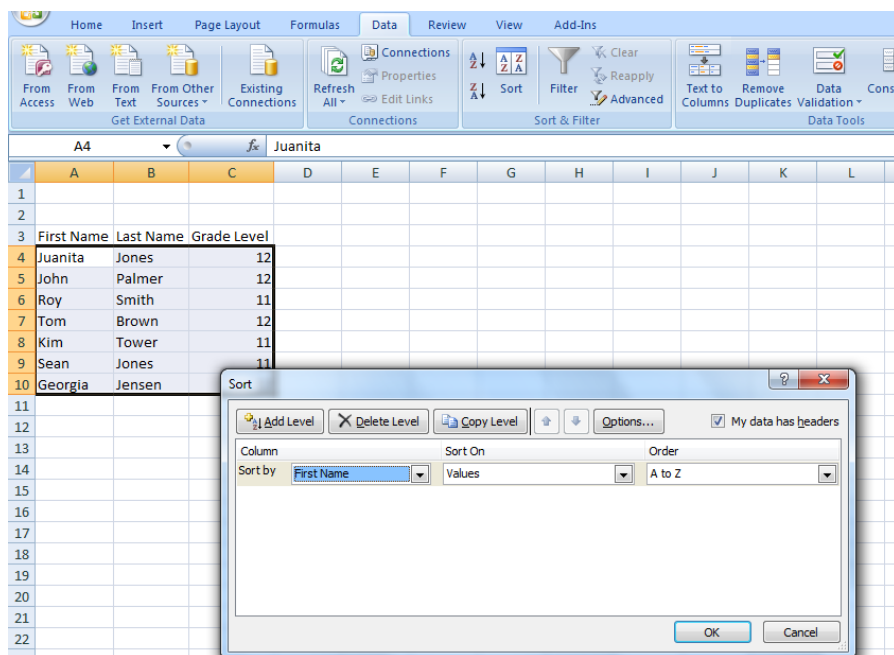 Home Insert Page Layout Formulas Data Review View Add-Ins
From Access
From Web
From Text
From Other Sources
Existing Connections
Get External Data
Refresh All
Connections
Properties
Edit Links
Connections
A Z
Z A
A Z Z A
Sort
Filter
Clear
Reapply
Advanced
Sort & Filter
Text to Columns
Remove Duplicates
Data Validation
Data Tools
A4 fx Juanita
A B C D E F G H I J K L
1
2
3 First Name Last Name Grade Level
4 Juanita Jones 12
5 John Palmer 12
6 Roy Smith 11
7 Tom Brown 12
8 Kim Tower 11
9 Sean Jones 11
10 Georgia Jensen
11
12
13
14
15
16
17
18
19
20
21
22
Sort ? X
Add Level Delete Level Copy Level Options... My data has headers
Column Sort On Order
Sort by First Name Values A to Z
OK Cancel